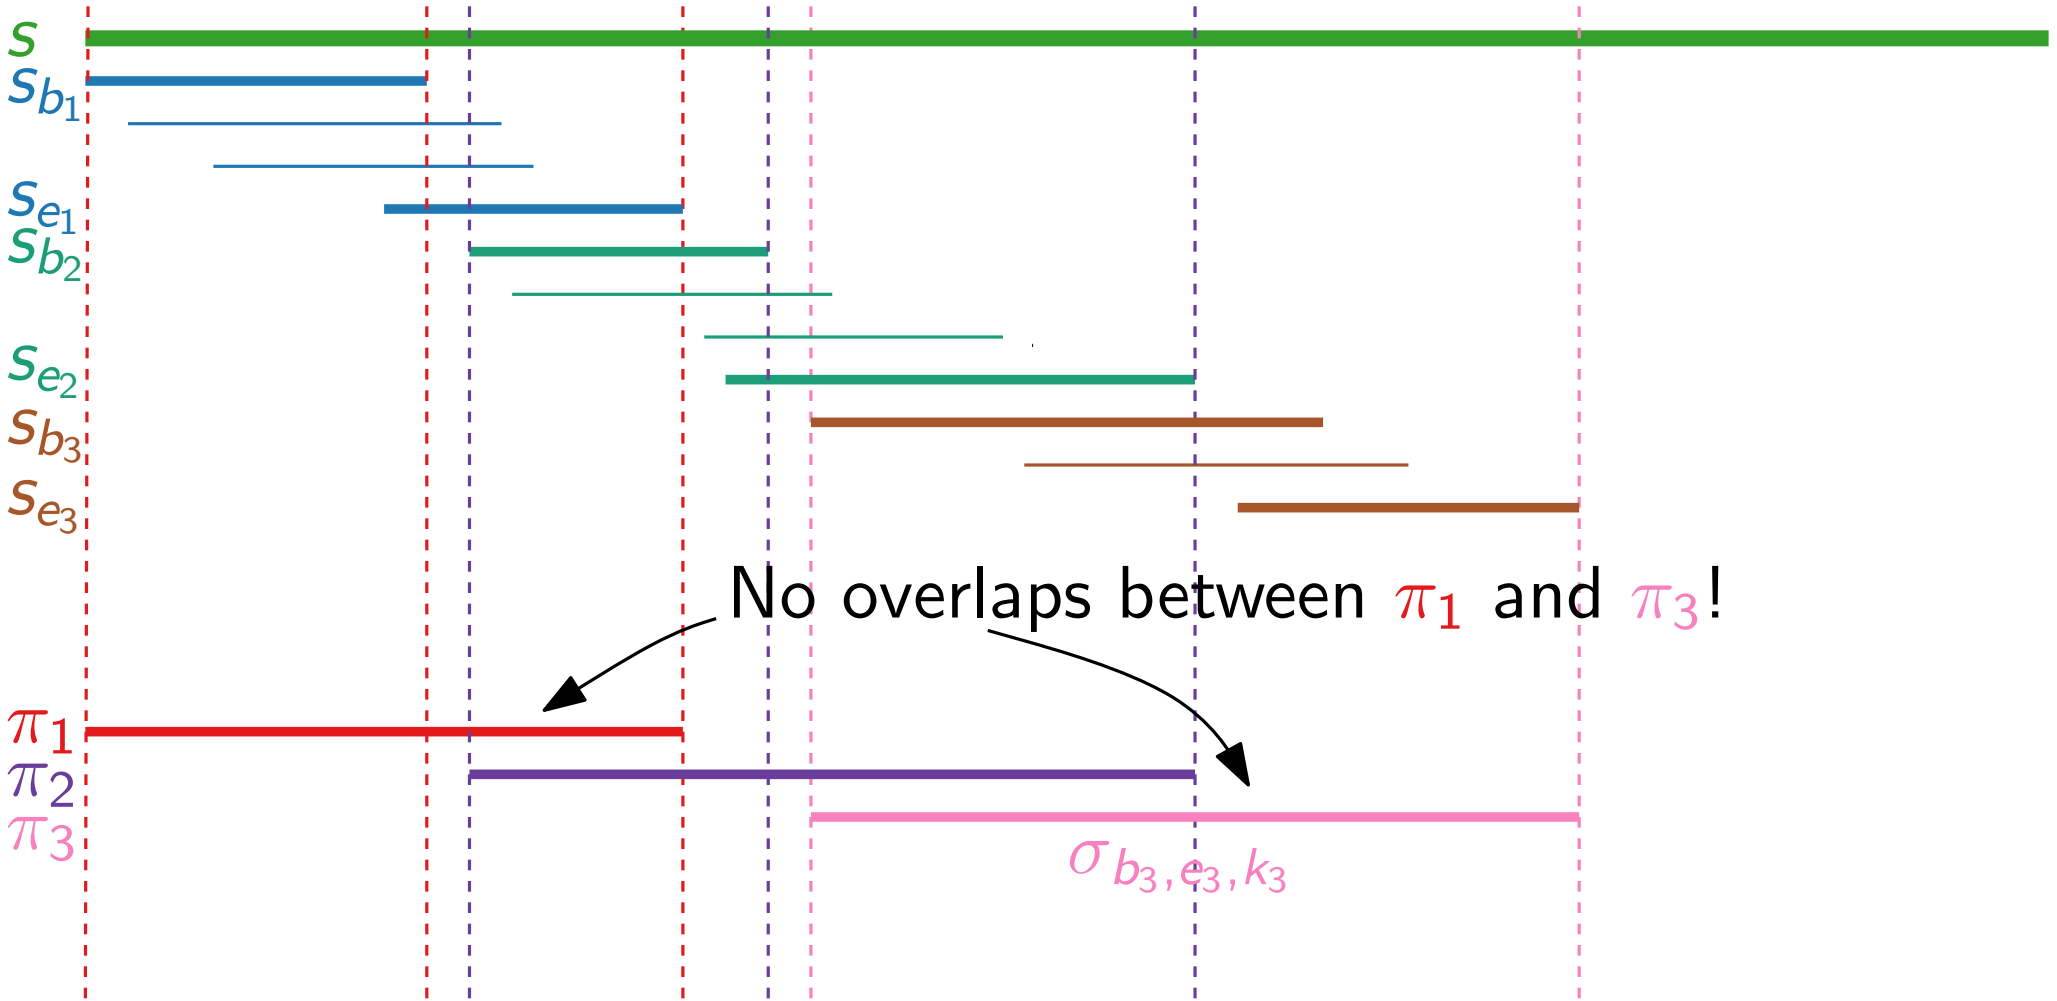 s
s_{b_1}
s_{e_1}
s_{b_2}
s_{e_2}
s_{b_3}
s_{e_3}
No overlaps between π_1 and π_3!
π_1
π_2
π_3
σ_{b_3,e_3,k_3}